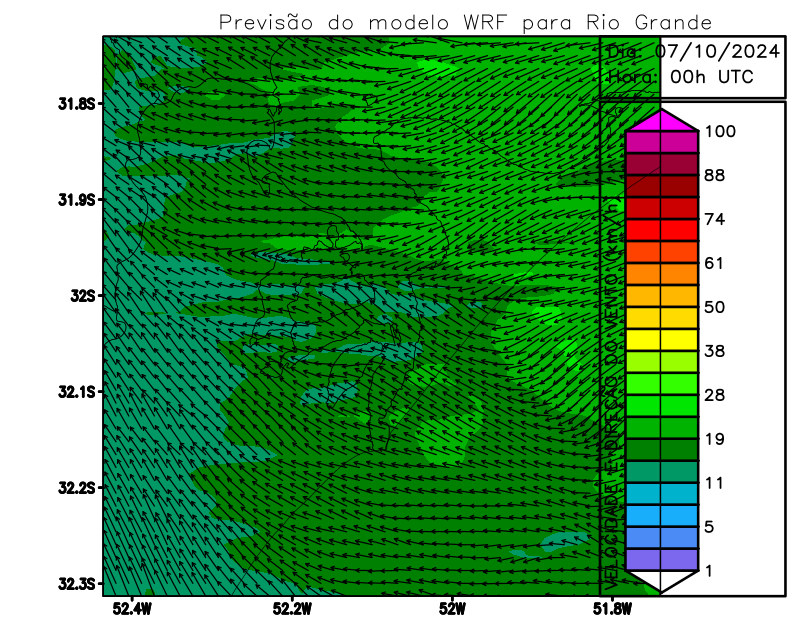 Previsão do modelo WRF para Rio Grande
Dia: 07/10/2024
Hora: 00h UTC
VELOCIDADE E DIREÇÃO DO VENTO (km/h)
100
88
74
61
50
38
28
19
11
5
1
31.8S
31.9S
32S
32.1S
32.2S
32.3S
52.4W
52.2W
52W
51.8W